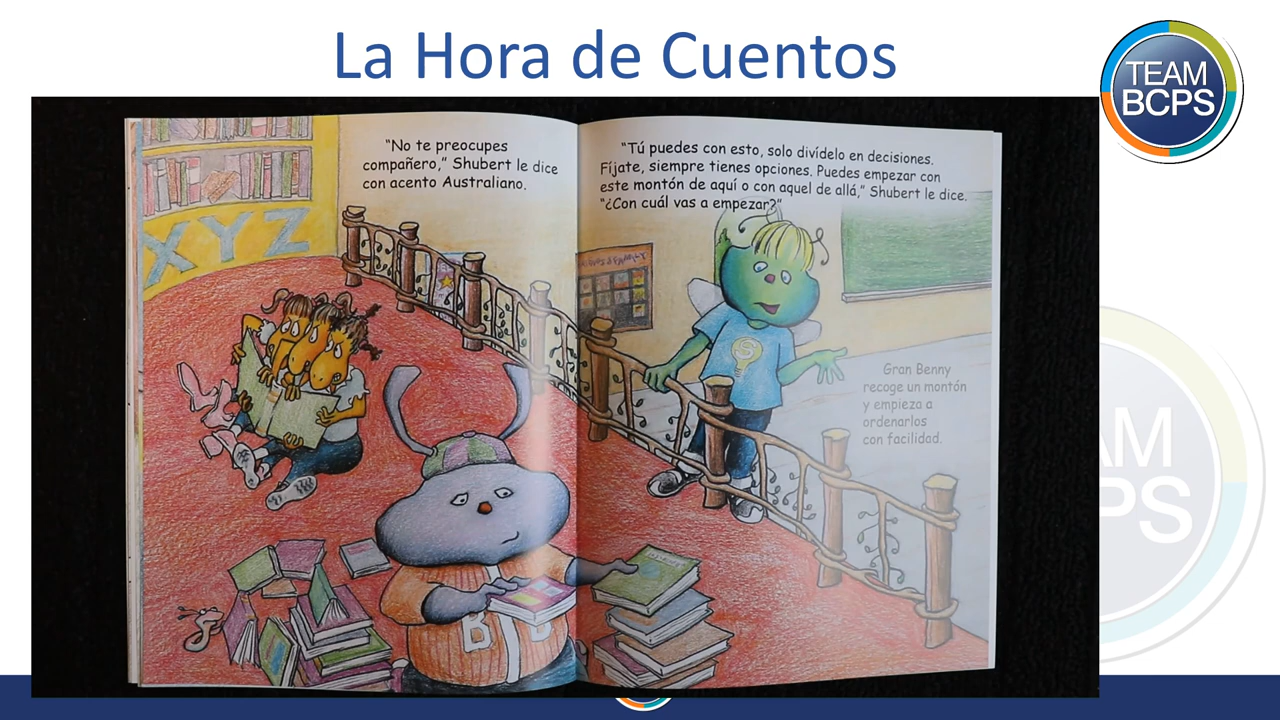 La Hora de Cuentos
TEAM
BCPS
"No te preocupes
compañero," Shubert le dice
con acento Australiano.
"Tú puedes con esto, solo divídelo en decisiones.
Fíjate, siempre tienes opciones. Puedes empezar con
este montón de aquí o con aquel de allá," Shubert le dice.
"¿Con cuál vas a empezar?"
XYZ
S
Gran Benny
recoge un montón
y empieza a
ordenarlos
con facilidad.
B B
AM
PS